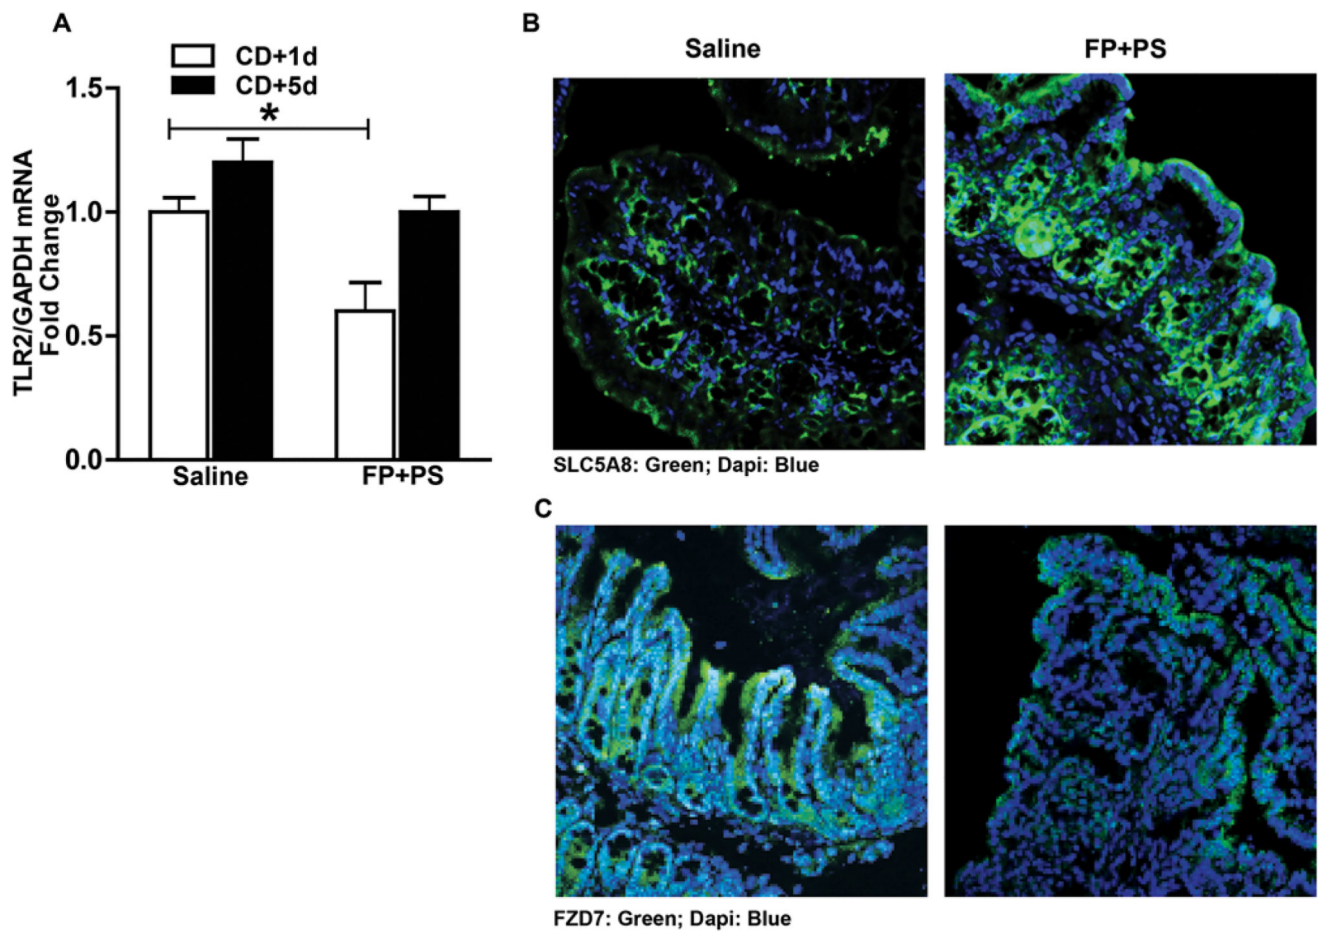 A
CD+1d
CD+5d
*
1.5
1.0
0.5
0.0
TLR2/GAPDH mRNA
Fold Change
Saline
FP+PS
B
Saline
FP+PS
SLC5A8: Green; Dapi: Blue
C
FZD7: Green; Dapi: Blue